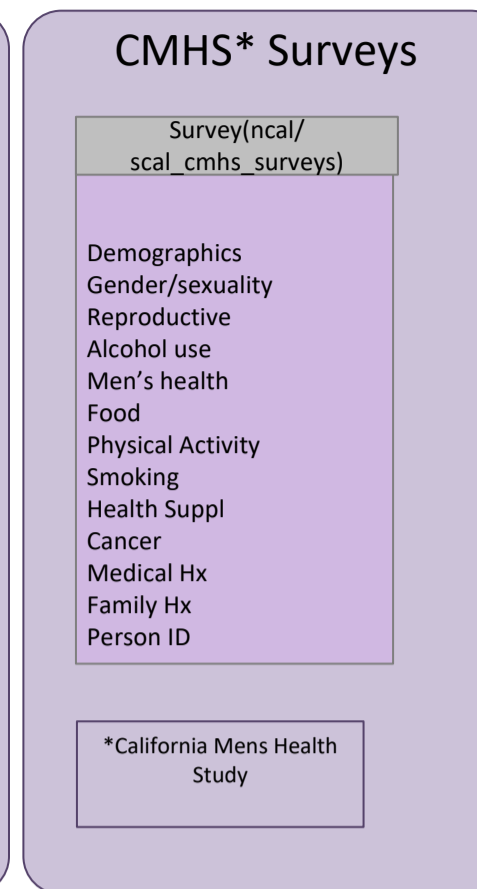 CMHS* Surveys
Survey(ncal/
scal_cmhs_surveys)
Demographics
Gender/sexuality
Reproductive
Alcohol use
Men’s health
Food
Physical Activity
Smoking
Health Suppl
Cancer
Medical Hx
Family Hx
Person ID
*California Mens Health
Study